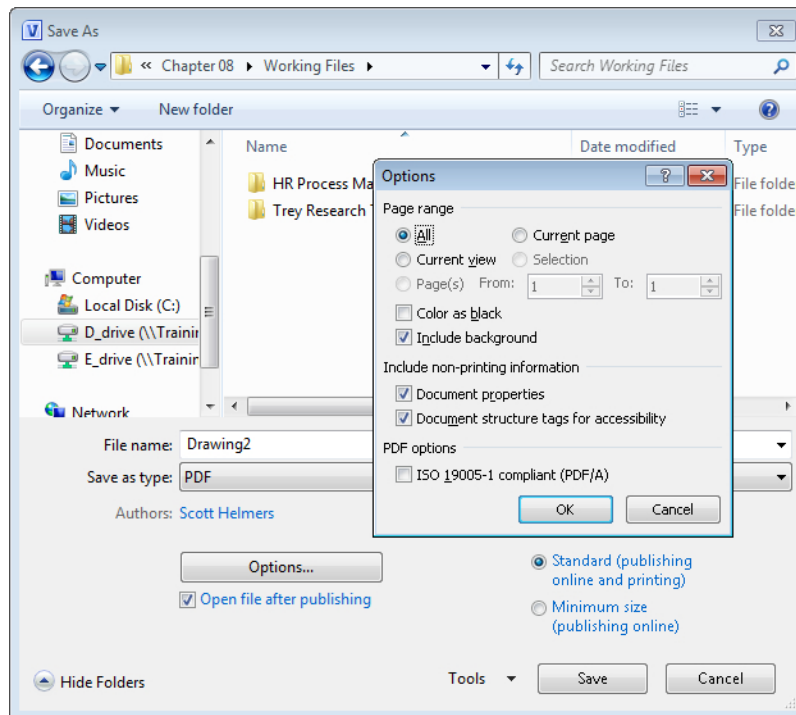 Save As
« Chapter 08 Working Files
Search Working Files
Organize New folder
Name Date modified Type
Documents
Music
Pictures
Videos
Computer
Local Disk (C:)
D_drive (\\Trainin
E_drive (\\Trainin
Network
HR Process Ma
File folde
Trey Research
File folde
Options
Page range
All Current page
Current view Selection
Page(s) From: 1 To: 1
Color as black
Include background
Include non-printing information
Document properties
Document structure tags for accessibility
PDF options
ISO 19005-1 compliant (PDF/A)
OK Cancel
File name: Drawing2
Save as type: PDF
Authors: Scott Helmers
Options...
Open file after publishing
Standard (publishing
online and printing)
Minimum size
(publishing online)
Hide Folders
Tools Save Cancel